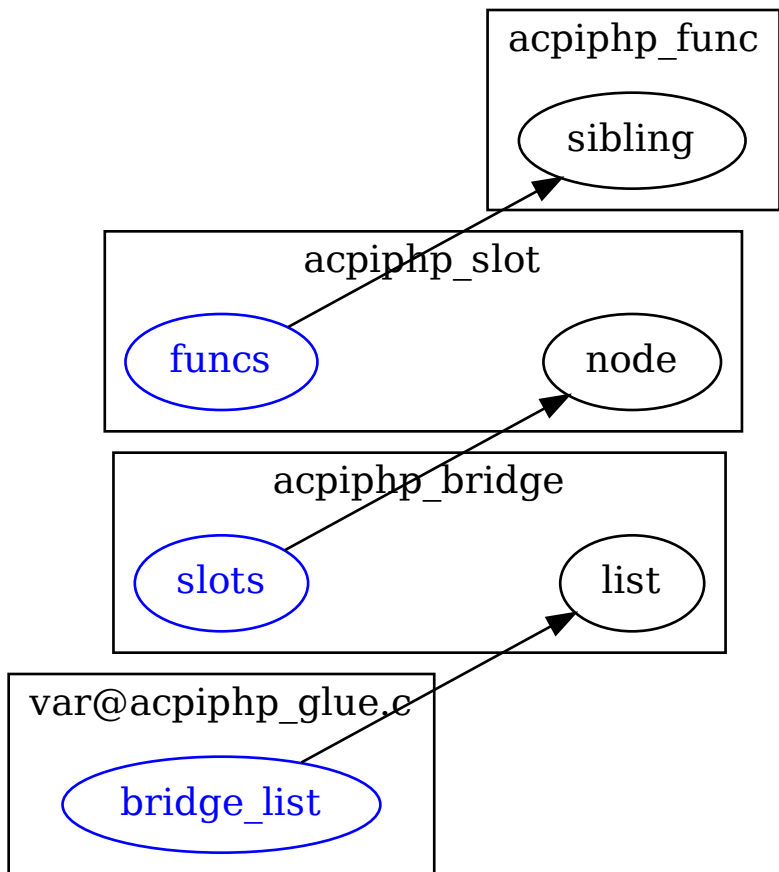 acpiphp_func
sibling
acpiphp_slot
funcs
node
acpiphp_bridge
slots
list
var@acpiphp_glue.c
bridge_list